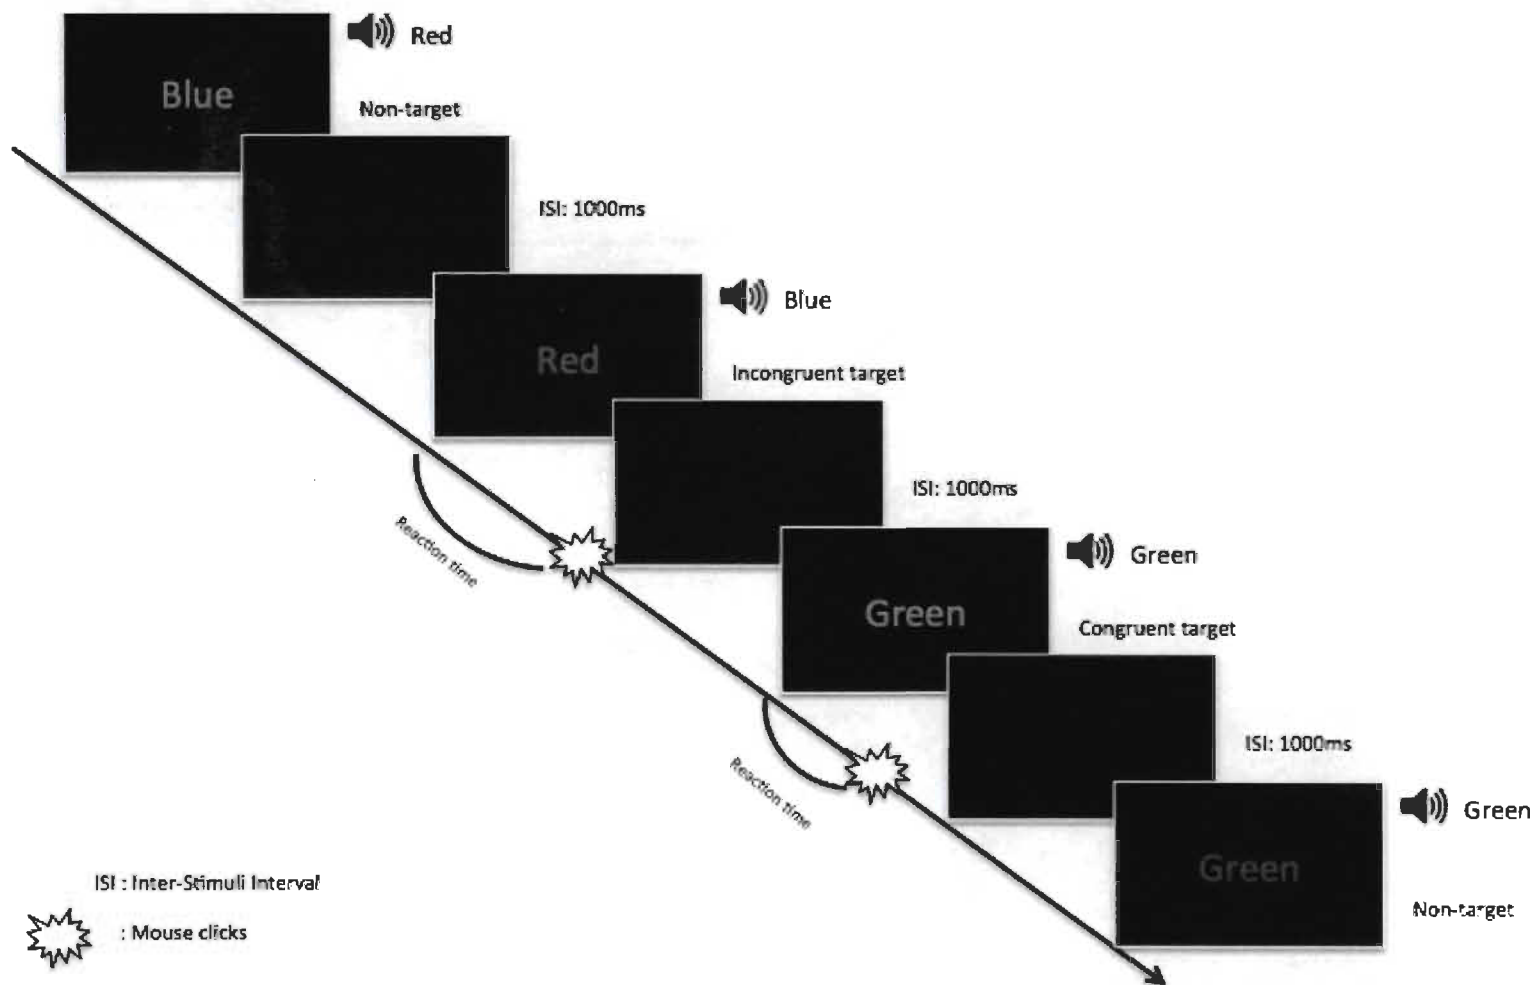 Red
Blue
Non-target
ISI: 1000ms
Blue
Red
Incongruent target
ISI: 1000ms
Reaction time
Green
Green
Congruent target
ISI: 1000ms
Reaction time
Green
Green
Non-target
ISI : Inter-Stimuli Interval
: Mouse clicks